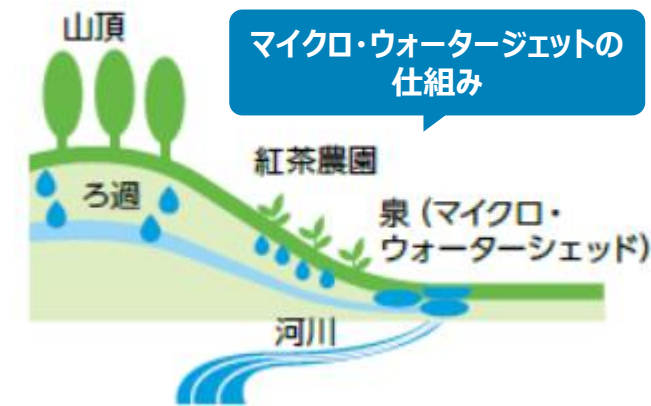 山頂
マイクロ・ウォータージェットの
仕組み
紅茶農園
ろ週
泉（マイクロ・
ウォーターシェッド）
河川